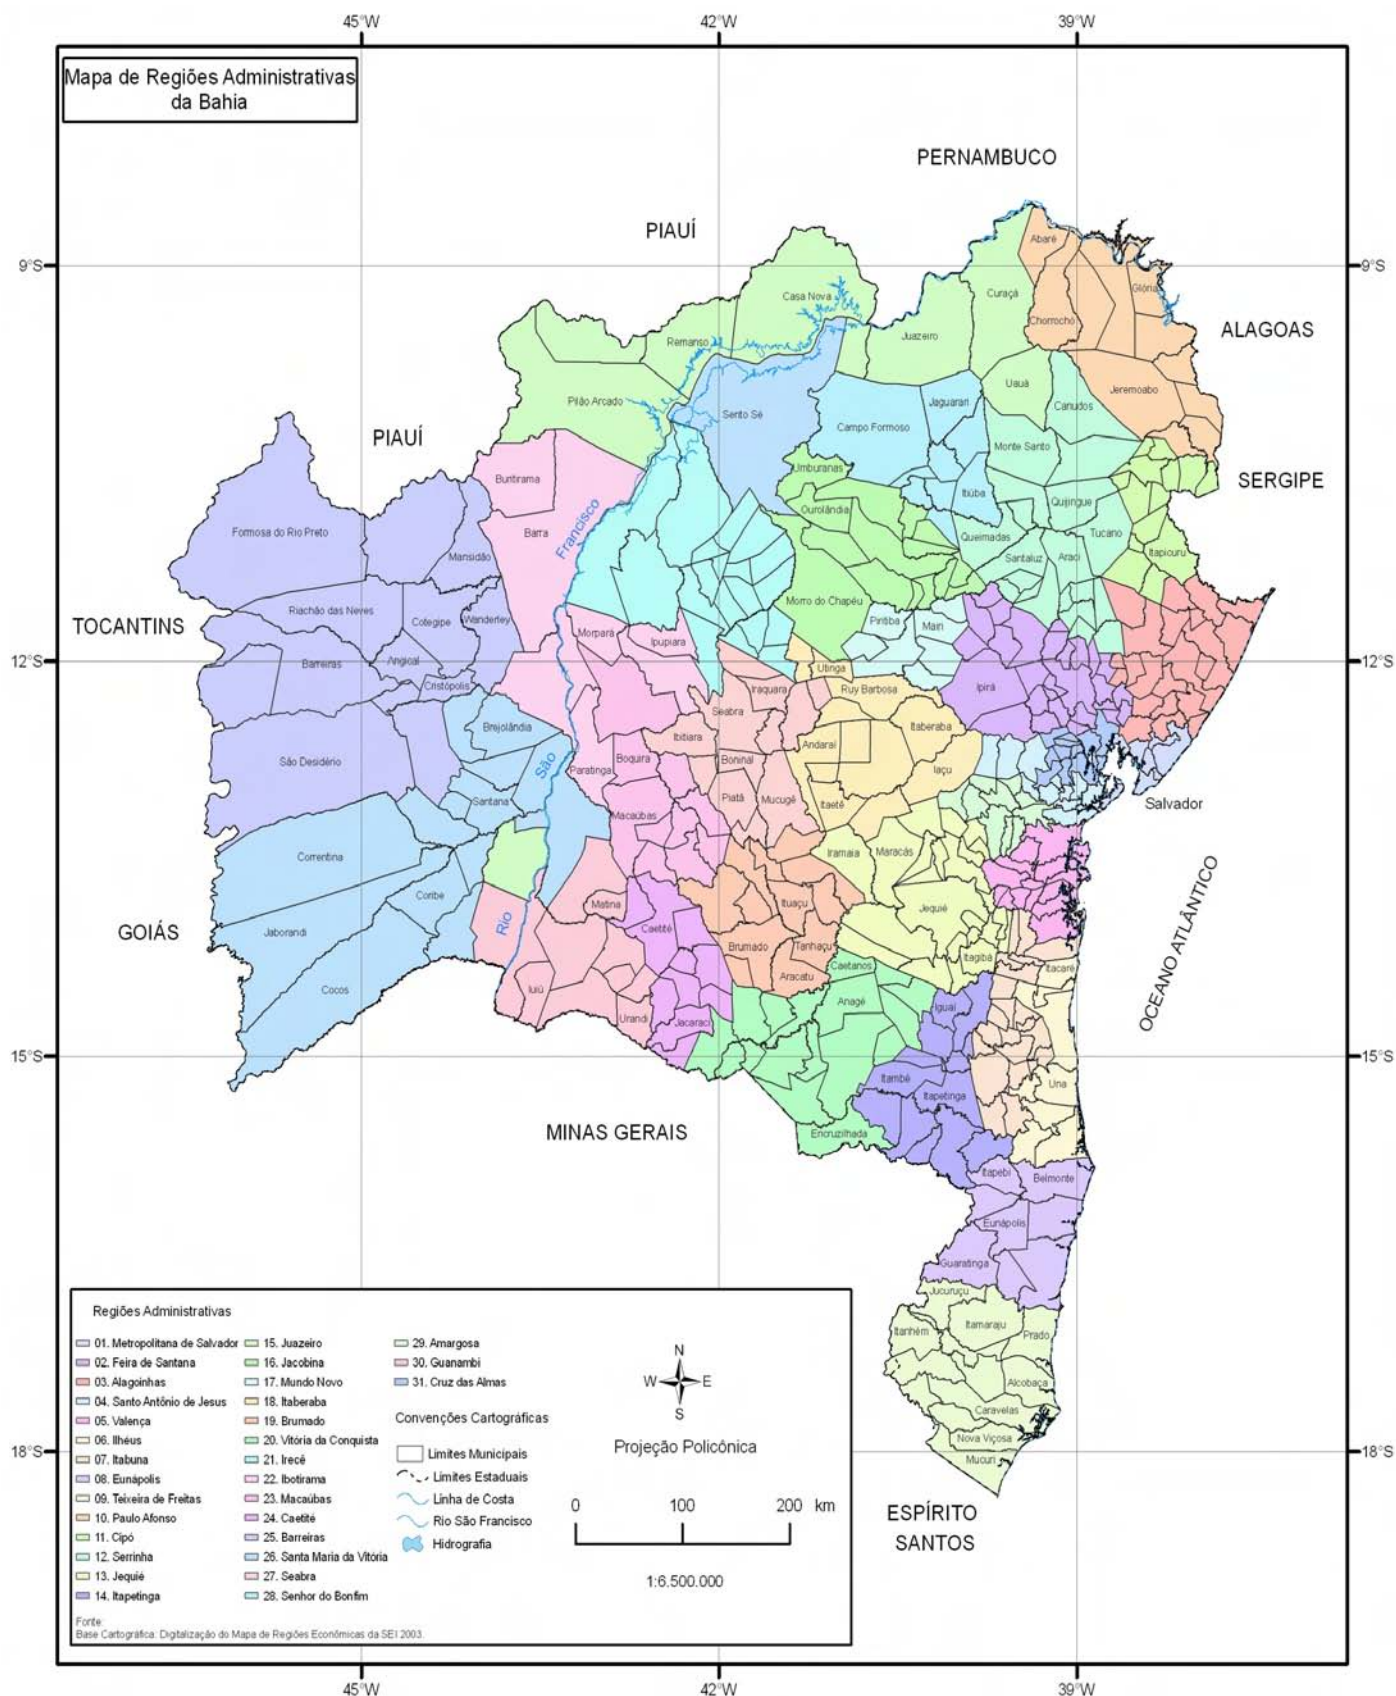 45°W 42°W 39°W
Mapa de Regiões Administrativas
da Bahia
PERNAMBUCO
PIAUÍ
Abaré
9°S 9°S
Glória
Casa Nova
Curaçá
Chorrochó
ALAGOAS
Remanso
Juazeiro
Uauá
Jeremoabo
Pilão Arcado
Jaguarari
Canudos
Sento Sé
Campo Formoso
PIAUÍ
Monte Santo
Umburanas
SERGIPE
Buritirama
Itiúba
Quijingue
Ourolândia
Francisco
Formosa do Rio Preto
Barra
Queimadas
Tucano
Mansidão
Santaluz
Araci
Itapicuru
Morro do Chapéu
Riachão das Neves
Cotegipe
Wanderley
Piritiba
Mairi
TOCANTINS
Morpará
Ipupiara
12°S 12°S
Barreiras
Angical
Utinga
Cristópolis
Iraquara
Ruy Barbosa
Ipirá
Seabra
Brejolândia
Itaberaba
Ibitiara
Andaraí
São Desidério
São
Boquira
Boninal
Iaçu
Paratinga
Santana
Piatã
Mucugê
Itaetê
Salvador
Macaúbas
Correntina
Iramaia
Maracás
Coribe
Matina
Ituaçu
Jequié
OCEANO ATLÂNTICO
Rio
GOIÁS
Jaborandi
Caetité
Brumado
Tanhaçu
Itagibá
Caetanos
Itacaré
Aracatu
Cocos
Iuiú
Anagé
Iguaí
Urandi
Jacaraci
15°S 15°S
Itambé
Una
Itapetinga
MINAS GERAIS
Encruzilhada
Itapebi
Belmonte
Eunápolis
Guaratinga
Jucuruçu
Itamaraju
Itanhém
Prado
Alcobaça
Caravelas
Nova Viçosa
Mucuri
18°S 18°S
ESPÍRITO
SANTOS
Regiões Administrativas
01. Metropolitana de Salvador
02. Feira de Santana
03. Alagoinhas
04. Santo Antônio de Jesus
05. Valença
06. Ilhéus
07. Itabuna
08. Eunápolis
09. Teixeira de Freitas
10. Paulo Afonso
11. Cipó
12. Serrinha
13. Jequié
14. Itapetinga
15. Juazeiro
16. Jacobina
17. Mundo Novo
18. Itaberaba
19. Brumado
20. Vitória da Conquista
21. Irecê
22. Ibotirama
23. Macaúbas
24. Caetité
25. Barreiras
26. Santa Maria da Vitória
27. Seabra
28. Senhor do Bonfim
29. Amargosa
30. Guanambi
31. Cruz das Almas
Convenções Cartográficas
Limites Municipais
Limites Estaduais
Linha de Costa
Rio São Francisco
Hidrografia
N
W E
S
Projeção Policônica
0 100 200 km
1:6.500.000
Fonte:
Base Cartográfica: Digitalização do Mapa de Regiões Econômicas da SEI 2003.
45°W 42°W 39°W